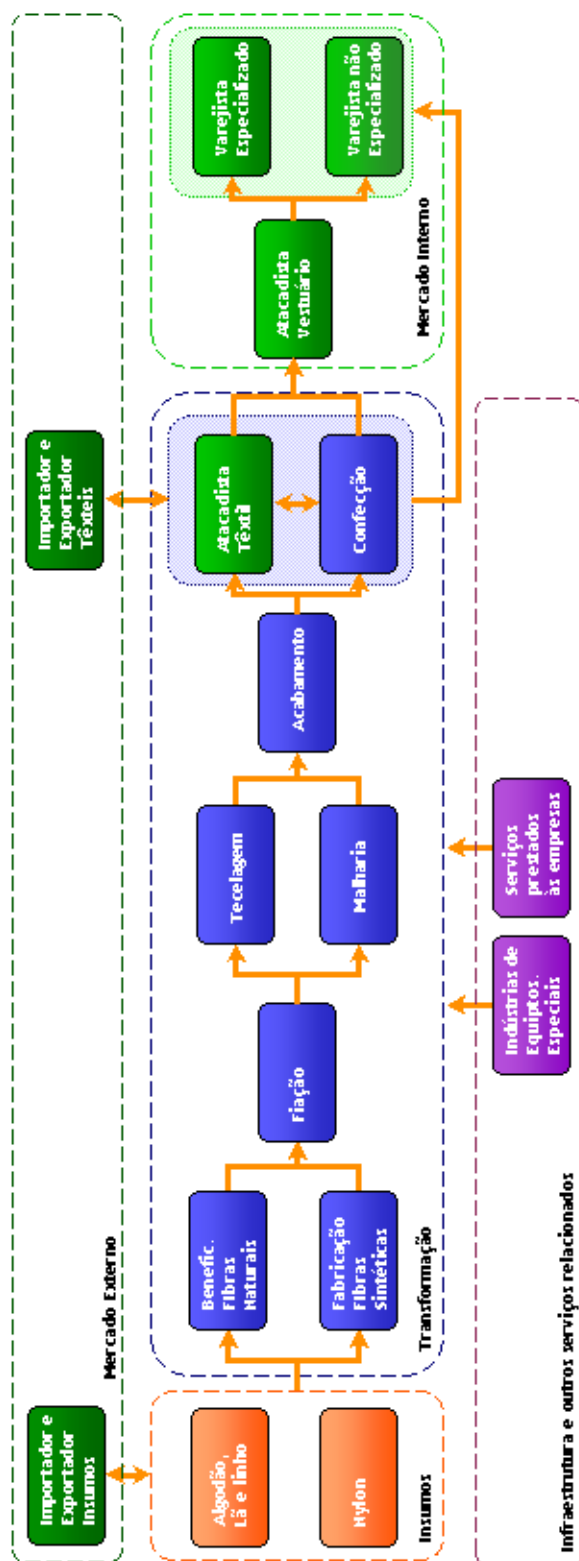 Importador e
Exportador
Insumos
Mercado Externo
Importador e
Exportador
Têxteis
Algodão,
Lã e linho
Nylon
Insumos
Benefic.
Fibras
Naturais
Fabricação
Fibras
Sintéticas
Fiação
Tecelagem
Malharia
Acabamento
Atacadista
Têxtil
Confecção
Transformação
Atacadista
Vestuário
Varejista
Especializado
Varejista não
Especializado
Mercado Interno
Indústrias de
Equiptos.
Especiais
Serviços
prestados
às empresas
Infraestrutura e outros serviços relacionados